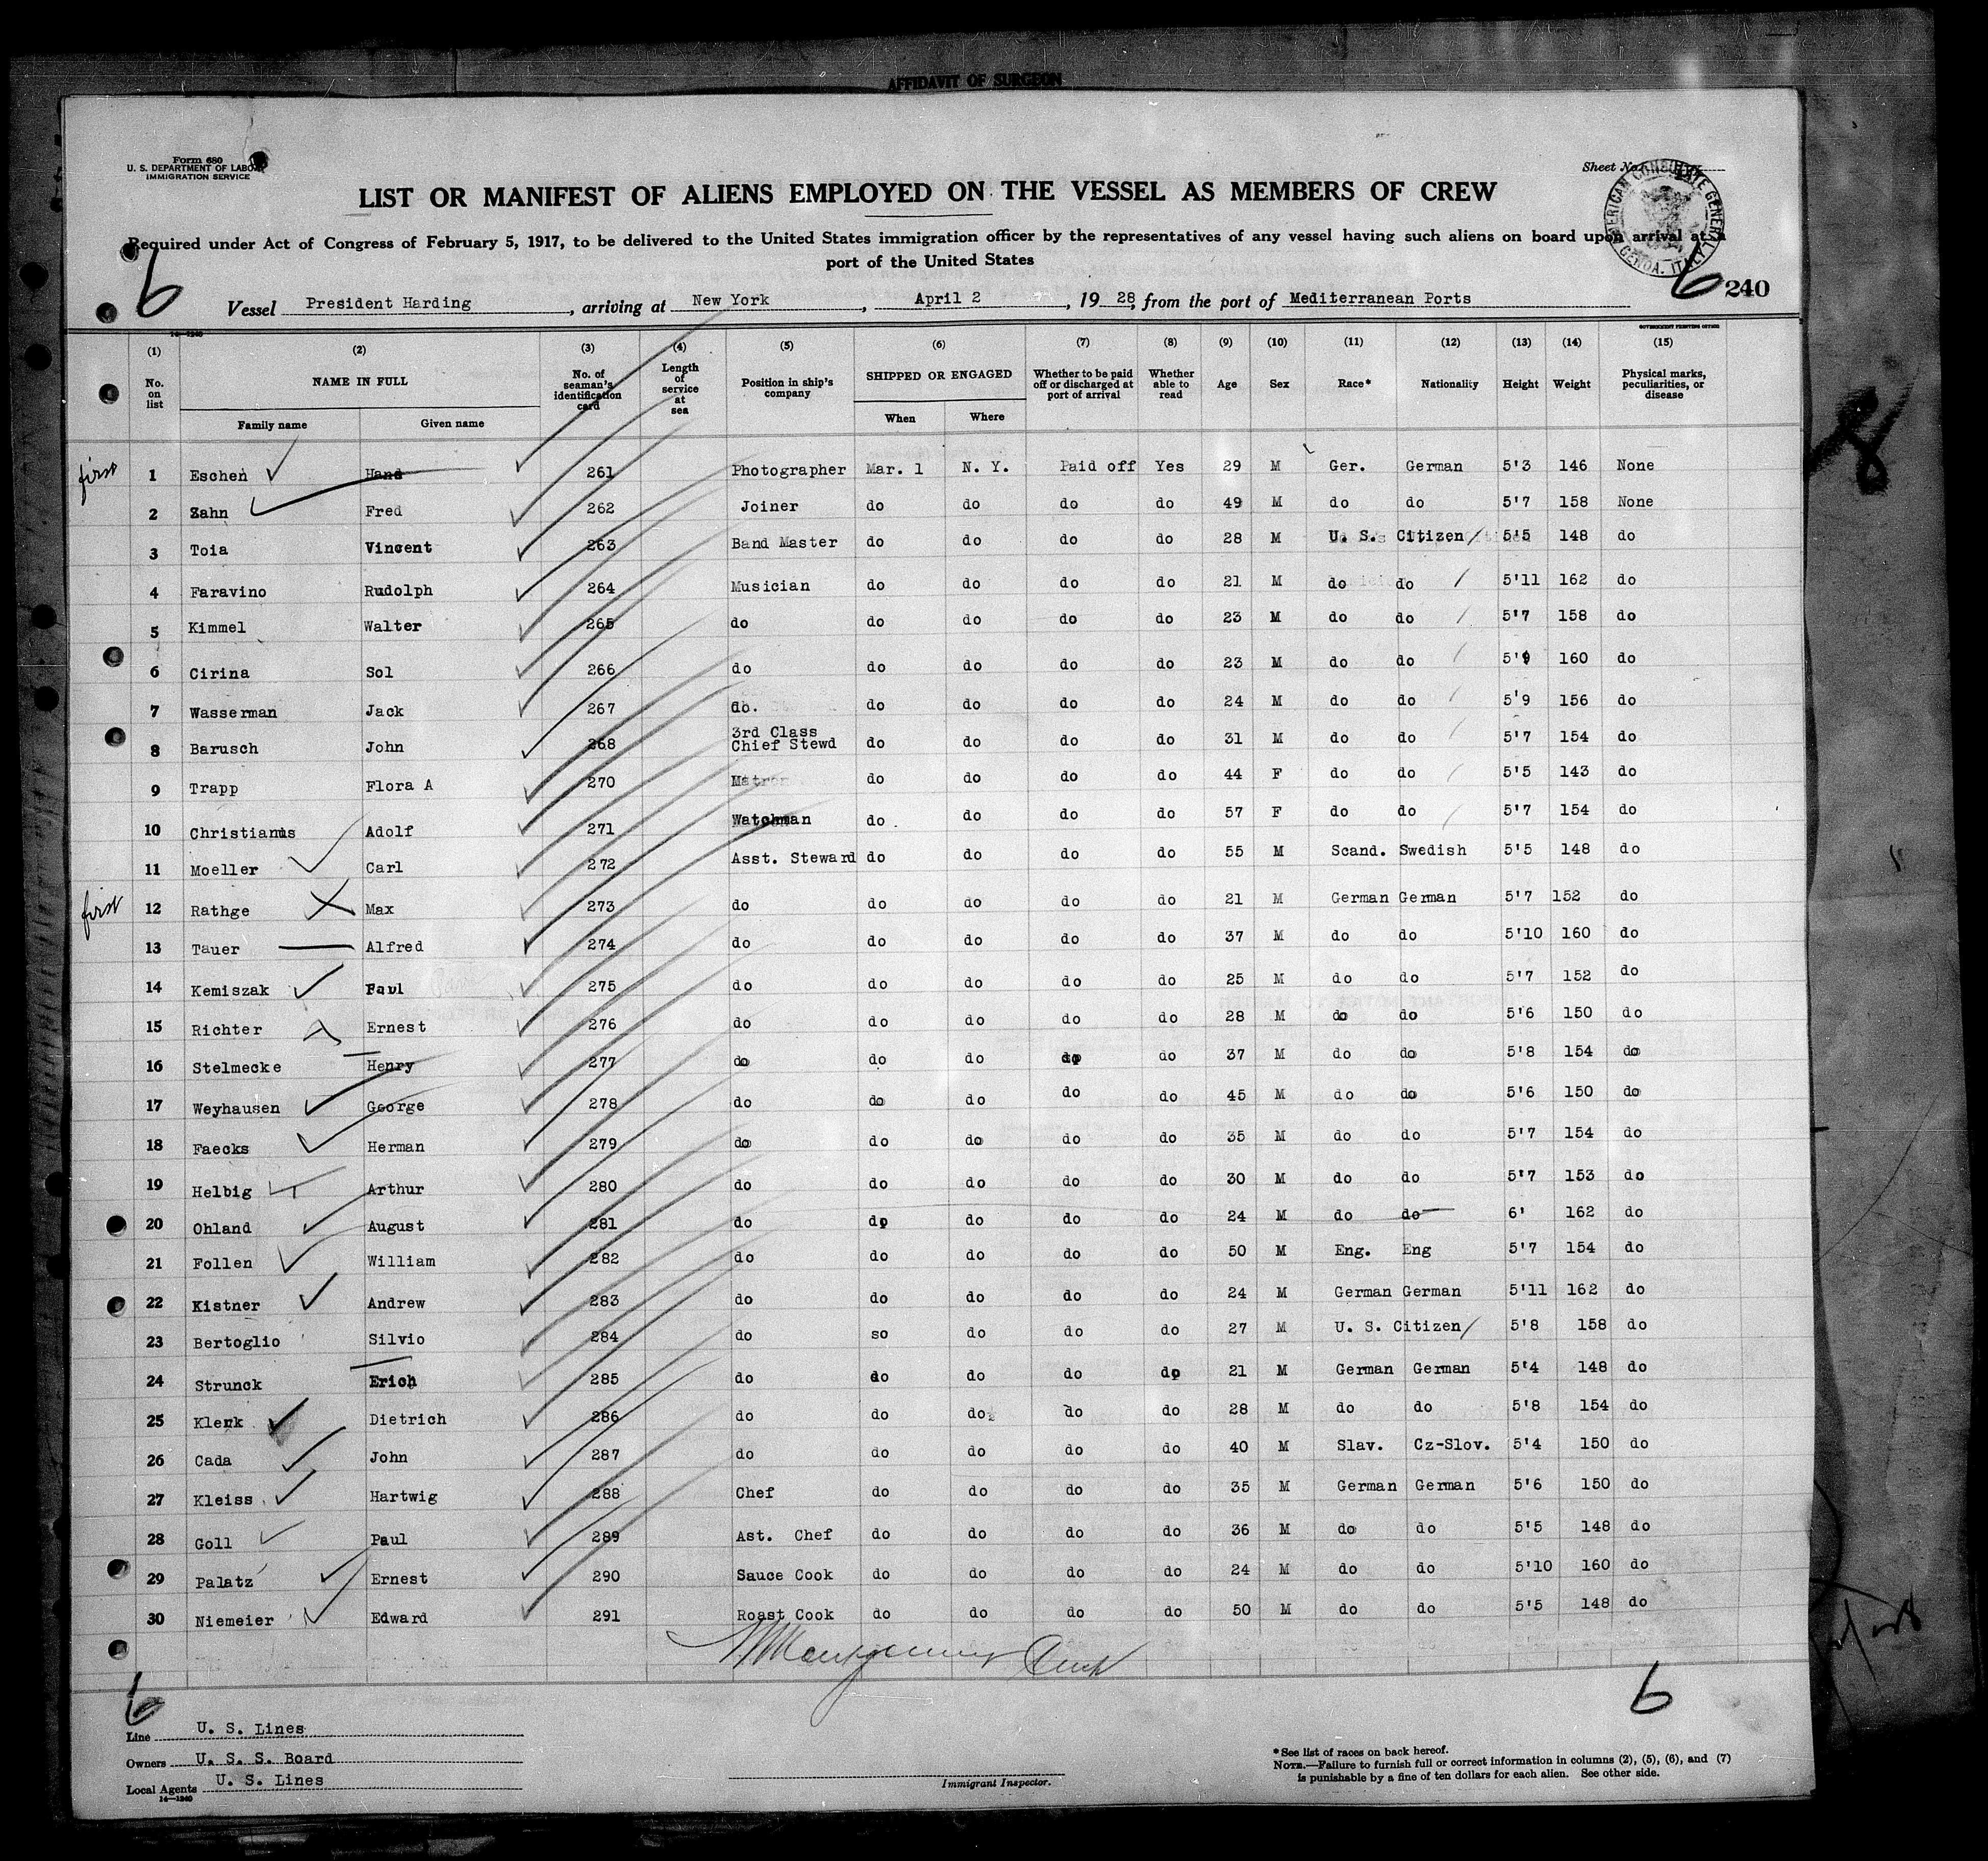 AFFIDAVIT OF SURGEON
Form 680
U. S. DEPARTMENT OF LABOR
IMMIGRATION SERVICE
Sheet No.
AMERICAN CONSULATE GENERAL GENOA, ITALY
LIST OR MANIFEST OF ALIENS EMPLOYED ON THE VESSEL AS MEMBERS OF CREW
Required under Act of Congress of February 5, 1917, to be delivered to the United States immigration officer by the representatives of any vessel having such aliens on board upon arrival at a
port of the United States
6 6 240
Vessel President Harding, arriving at New York, April 2, 19 28, from the port of Mediterranean Ports
14—1240 GOVERNMENT PRINTING OFFICE
(1) (2) (3) (4) (5) (6) (7) (8) (9) (10) (11) (12) (13) (14) (15)
No. on list NAME IN FULL No. of seaman's identification card Length of service at sea Position in ship's company SHIPPED OR ENGAGED Whether to be paid off or discharged at port of arrival Whether able to read Age Sex Race* Nationality Height Weight Physical marks, peculiarities, or disease
Family name Given name When Where
first 1 Eschen Hand 261 Photographer Mar. 1 N. Y. Paid off Yes 29 M Ger. German 5'3 146 None
2 Zahn Fred 262 Joiner do do do do 49 M do do 5'7 158 None
3 Toia Vincent 263 Band Master do do do do 28 M U. S. Citizen 5'5 148 do
4 Faravino Rudolph 264 Musician do do do do 21 M do do 5'11 162 do
5 Kimmel Walter 265 do do do do do 23 M do do 5'7 158 do
6 Cirina Sol 266 do do do do do 23 M do do 5'9 160 do
7 Wasserman Jack 267 do. do do do do 24 M do do 5'9 156 do
8 Barusch John 268 3rd Class Chief Stewd do do do do 31 M do do 5'7 154 do
9 Trapp Flora A 270 Matron do do do do 44 F do do 5'5 143 do
10 Christianus Adolf 271 Watchman do do do do 57 F do do 5'7 154 do
11 Moeller Carl 272 Asst. Steward do do do do 55 M Scand. Swedish 5'5 148 do
first 12 Rathge Max 273 do do do do do 21 M German German 5'7 152 do
13 Tauer Alfred 274 do do do do do 37 M do do 5'10 160 do
14 Kemiszak Paul 275 do do do do do 25 M do do 5'7 152 do
15 Richter Ernest 276 do do do do do 28 M do do 5'6 150 do
16 Stelmecke Henry 277 do do do do do 37 M do do 5'8 154 do
17 Weyhausen George 278 do do do do do 45 M do do 5'6 150 do
18 Faecks Herman 279 do do do do do 35 M do do 5'7 154 do
19 Helbig Arthur 280 do do do do do 30 M do do 5'7 153 do
20 Ohland August 281 do do do do do 24 M do do 6' 162 do
21 Follen William 282 do do do do do 50 M Eng. Eng 5'7 154 do
22 Kistner Andrew 283 do do do do do 24 M German German 5'11 162 do
23 Bertoglio Silvio 284 do so do do do 27 M U. S. Citizen 5'8 158 do
24 Strunck Erich 285 do do do do do 21 M German German 5'4 148 do
25 Klenk Dietrich 286 do do do do do 28 M do do 5'8 154 do
26 Cada John 287 do do do do do 40 M Slav. Cz-Slov. 5'4 150 do
27 Kleiss Hartwig 288 Chef do do do do 35 M German German 5'6 150 do
28 Goll Paul 289 Ast. Chef do do do do 36 M do do 5'5 148 do
29 Palatz Ernest 290 Sauce Cook do do do do 24 M do do 5'10 160 do
30 Niemeier Edward 291 Roast Cook do do do do 50 M do do 5'5 148 do
6 6
Line U. S. Lines
Owners U. S. S. Board
Local Agents U. S. Lines
14—1240
Immigrant Inspector.
*See list of races on back hereof.
NOTE.—Failure to furnish full or correct information in columns (2), (5), (6), and (7)
is punishable by a fine of ten dollars for each alien. See other side.